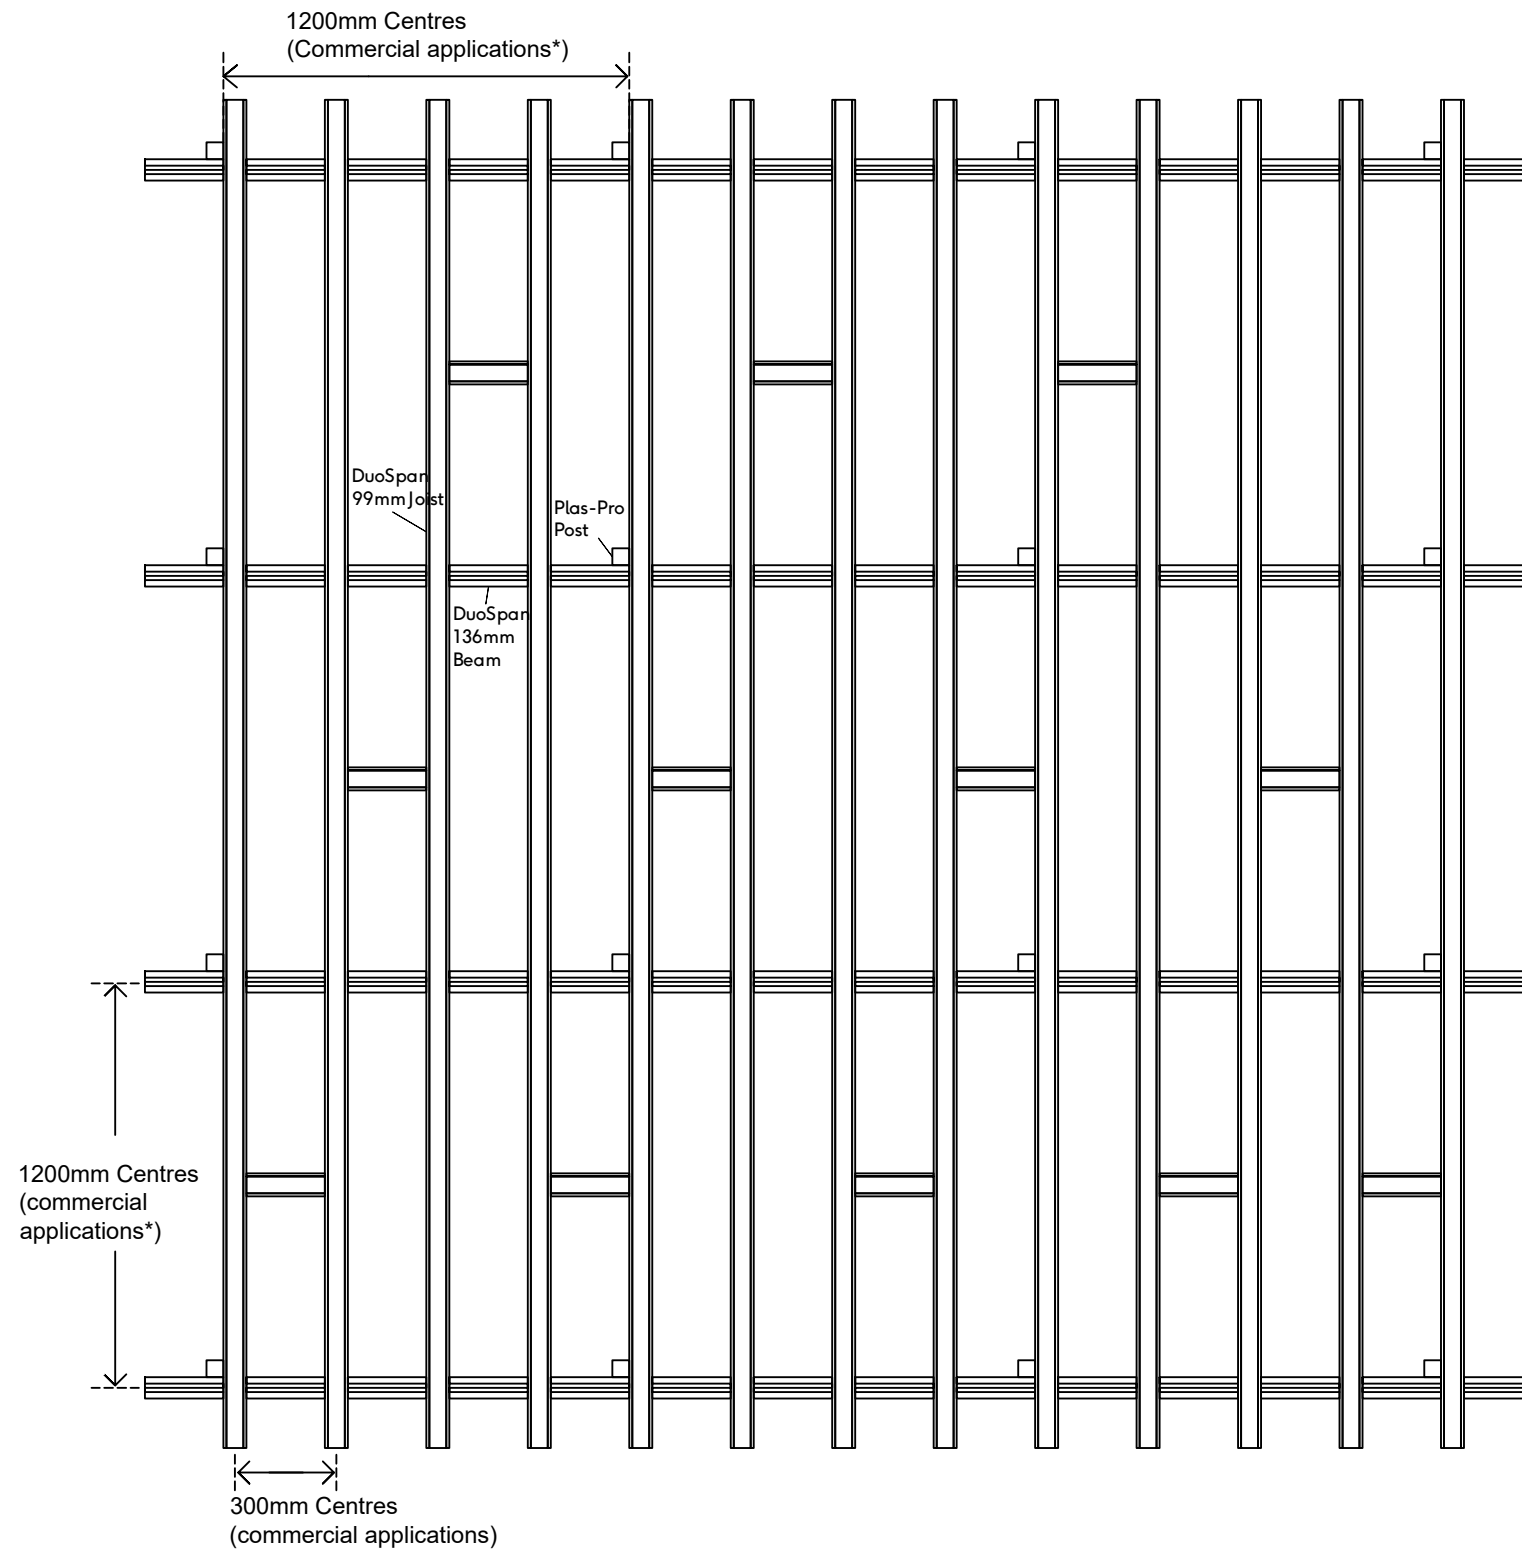 1200mm Centres
(Commercial applications*)
DuoSpan
99mm Joist
Plas-Pro
Post
DuoSpan
136mm
Beam
1200mm Centres
(commercial
applications*)
300mm Centres
(commercial applications)